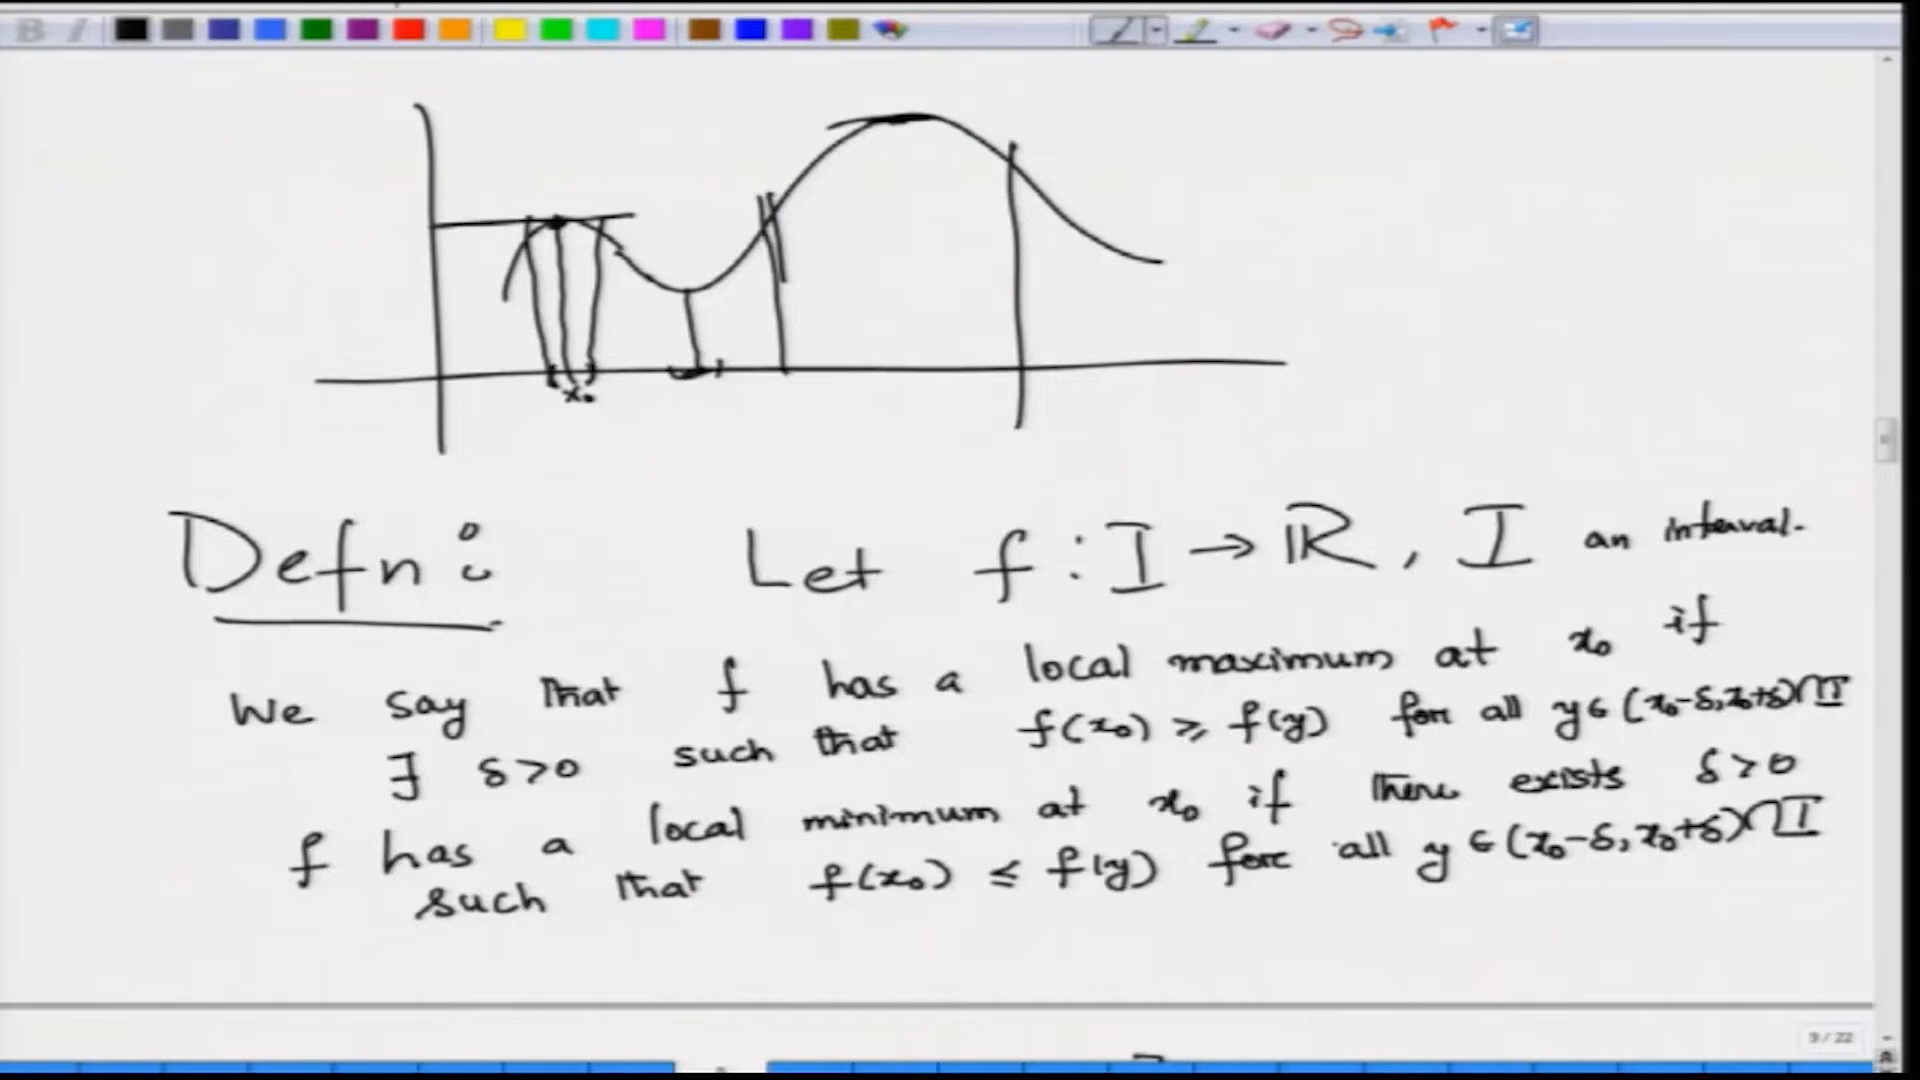 B I
x₀
Defn: Let f : I → ℝ, I an interval.
We say that f has a local maximum at x₀ if
∃ δ>0 such that f(x₀) ≥ f(y) for all y ∈ (x₀-δ, x₀+δ)∩I
f has a local minimum at x₀ if there exists δ>0
such that f(x₀) ≤ f(y) for all y ∈ (x₀-δ, x₀+δ)∩I
9 / 22